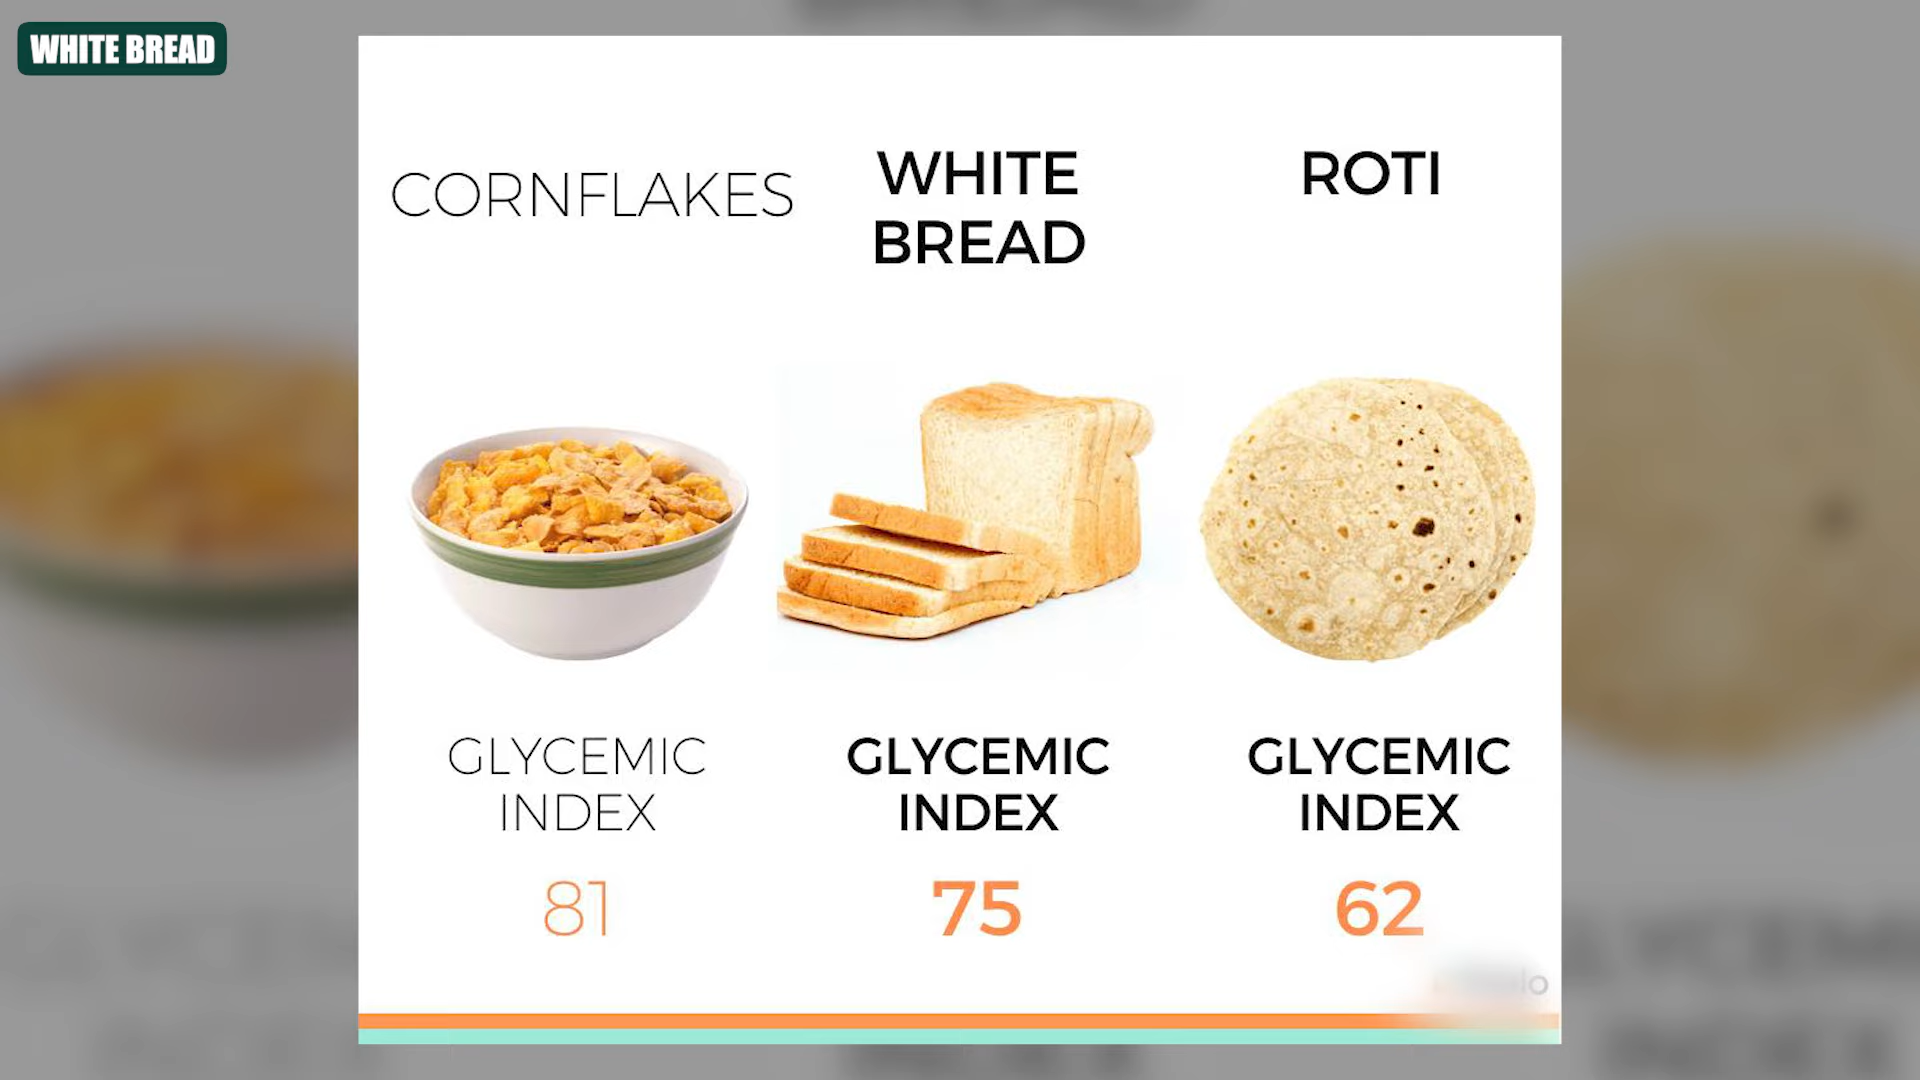 WHITE BREAD
CORNFLAKES
WHITE
BREAD
ROTI
GLYCEMIC
INDEX
81
GLYCEMIC
INDEX
75
GLYCEMIC
INDEX
62